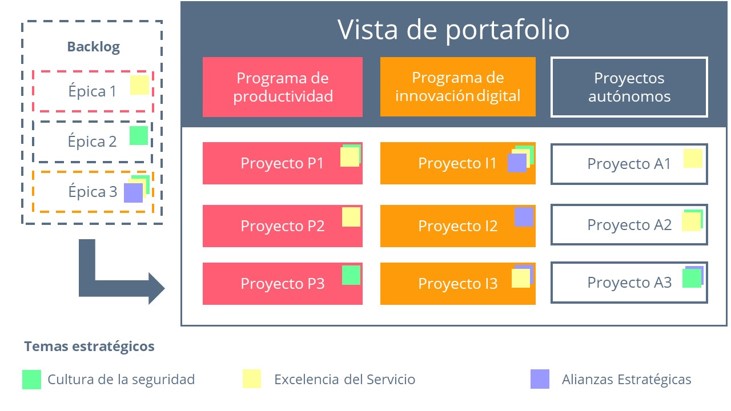 Backlog
Épica 1
Épica 2
Épica 3
Vista de portafolio
Programa de
productividad
Programa de
innovación digital
Proyectos
autónomos
Proyecto P1
Proyecto I1
Proyecto A1
Proyecto P2
Proyecto I2
Proyecto A2
Proyecto P3
Proyecto I3
Proyecto A3
Temas estratégicos
Cultura de la seguridad
Excelencia del Servicio
Alianzas Estratégicas